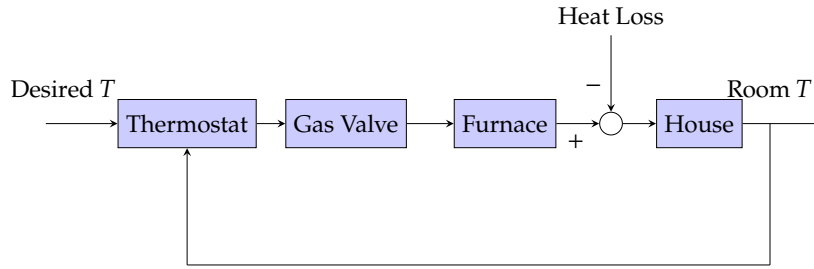 Heat Loss
−
Desired T
Room T
Thermostat
Gas Valve
Furnace
House
+